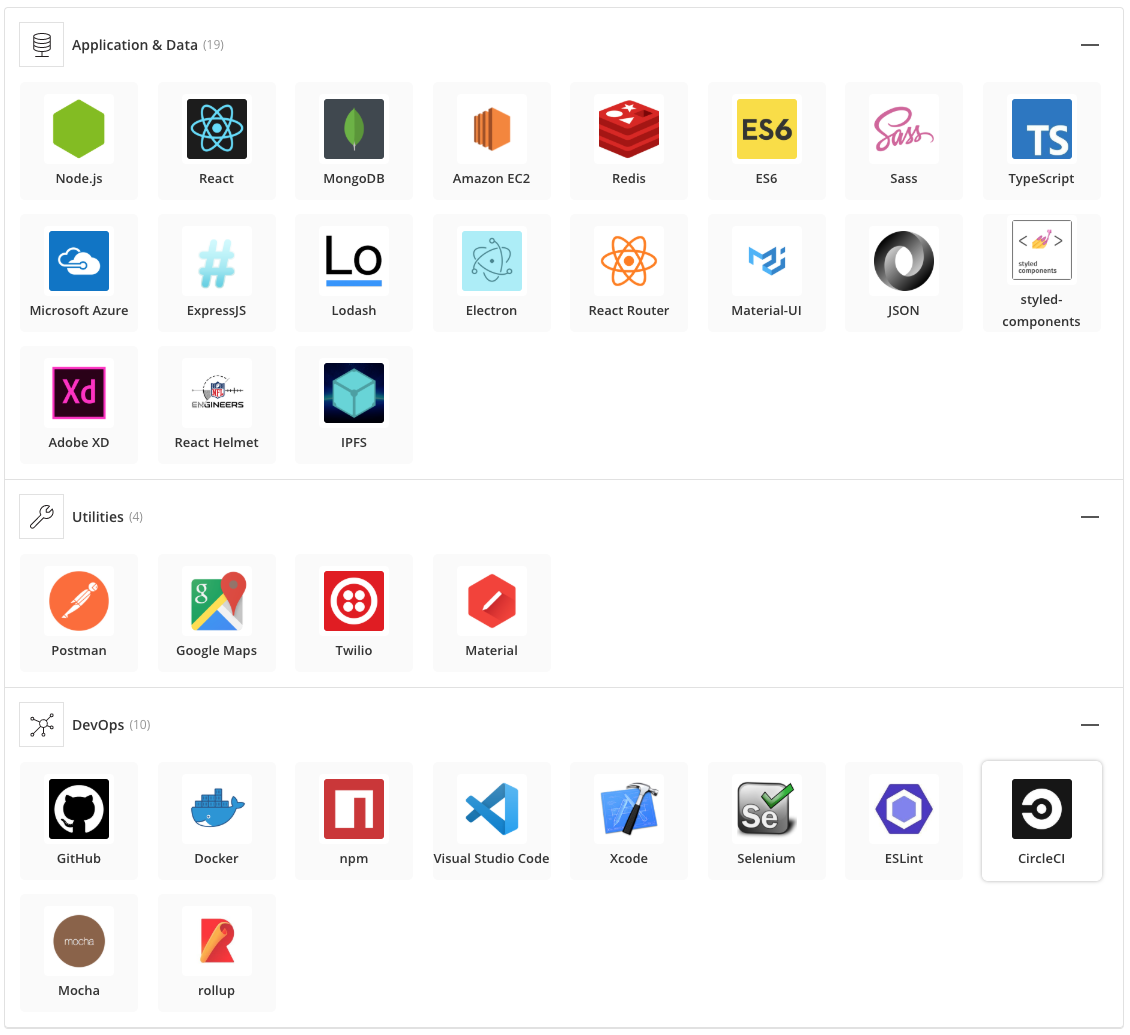 Application & Data (19)
ES6
Sass
TS
Node.js React MongoDB Amazon EC2 Redis ES6 Sass TypeScript
Lo
< >
styled
components
Microsoft Azure ExpressJS Lodash Electron React Router Material-UI JSON styled-
components
Xd
NFL
ENGINEERS
Adobe XD React Helmet IPFS
Utilities (4)
g
Postman Google Maps Twilio Material
DevOps (10)
Se
GitHub Docker npm Visual Studio Code Xcode Selenium ESLint CircleCI
mocha
Mocha rollup